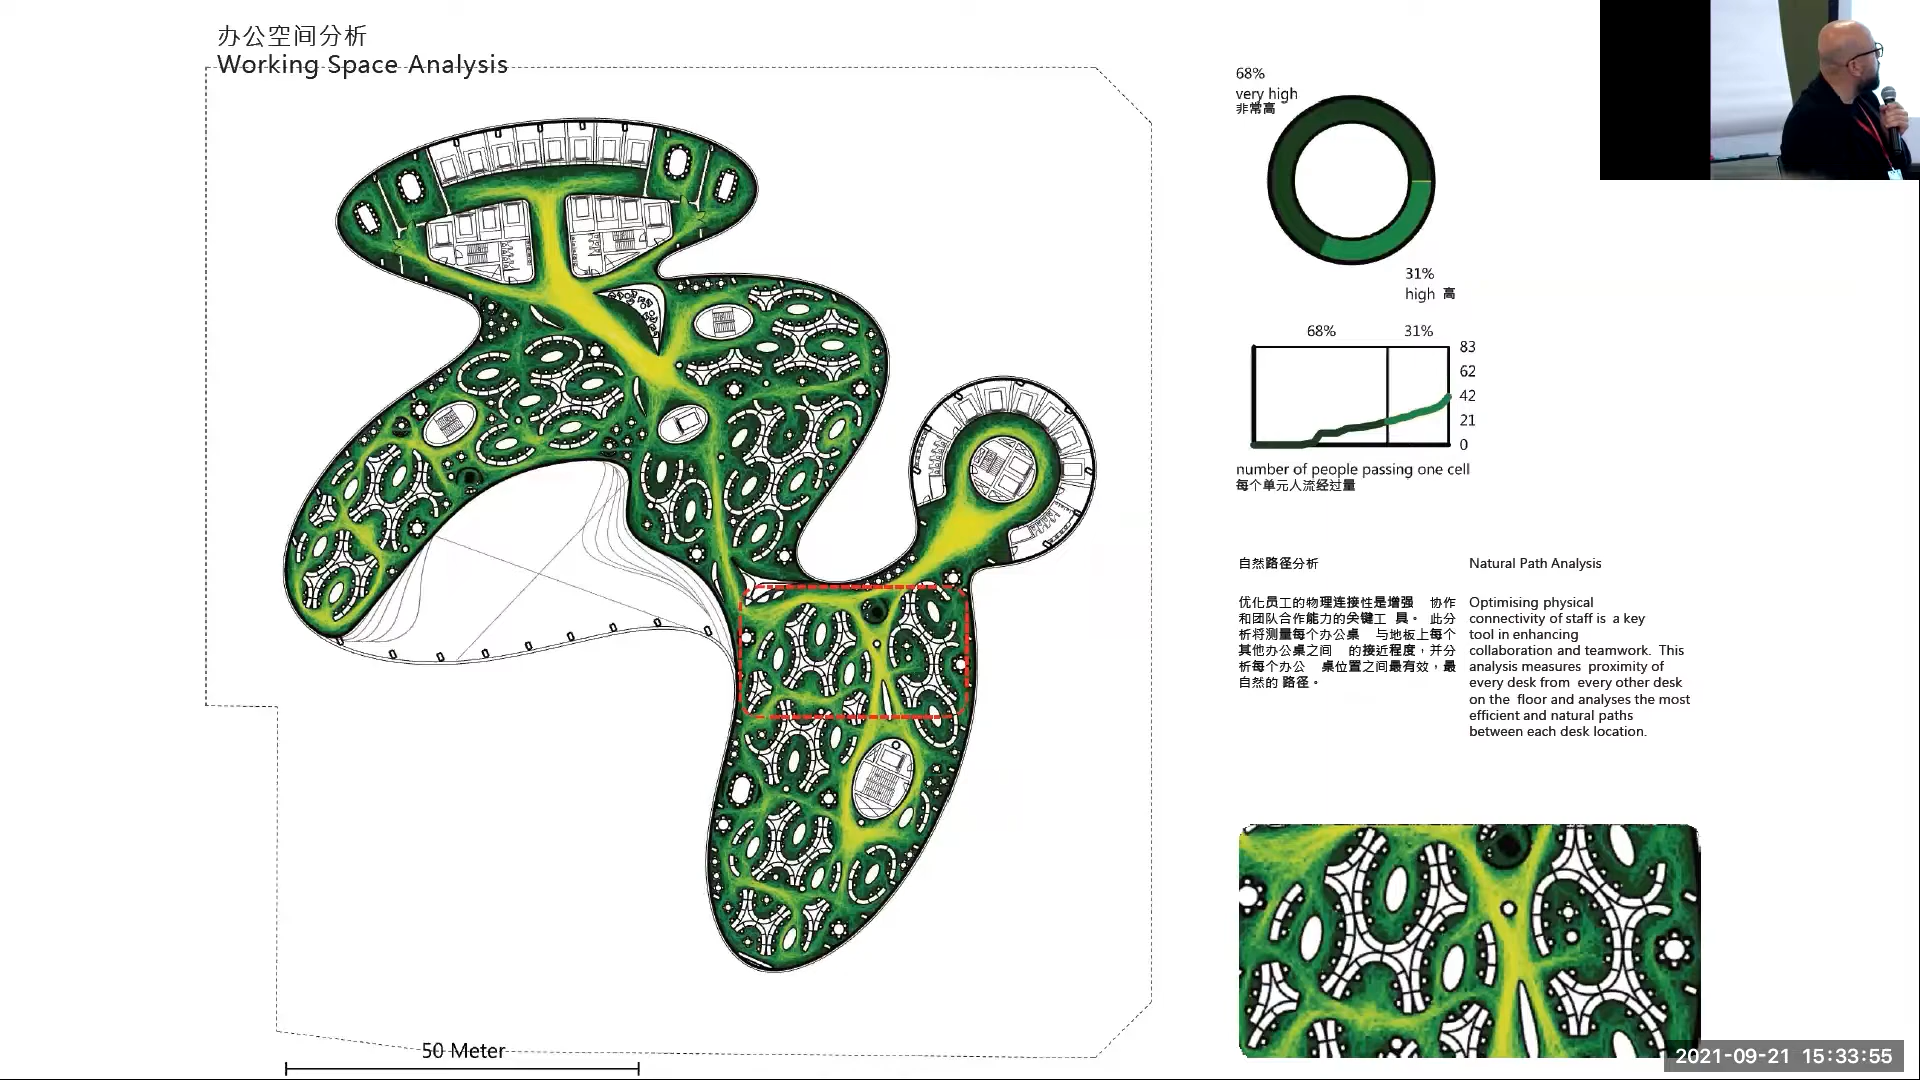 办公空间分析
Working Space Analysis
50 Meter
68%
very high
非常高
31%
high 高
68% 31%
83
62
42
21
0
number of people passing one cell
每个单元人流经过量
自然路径分析
优化员工的物理连接性是增强 协作
和团队合作能力的关键工 具。 此分
析将测量每个办公桌 与地板上每个
其他办公桌之间 的接近程度，并分
析每个办公 桌位置之间最有效，最
自然的 路径。
Natural Path Analysis
Optimising physical
connectivity of staff is a key
tool in enhancing
collaboration and teamwork. This
analysis measures proximity of
every desk from every other desk
on the floor and analyses the most
efficient and natural paths
between each desk location.
2021-09-21 15:33:55